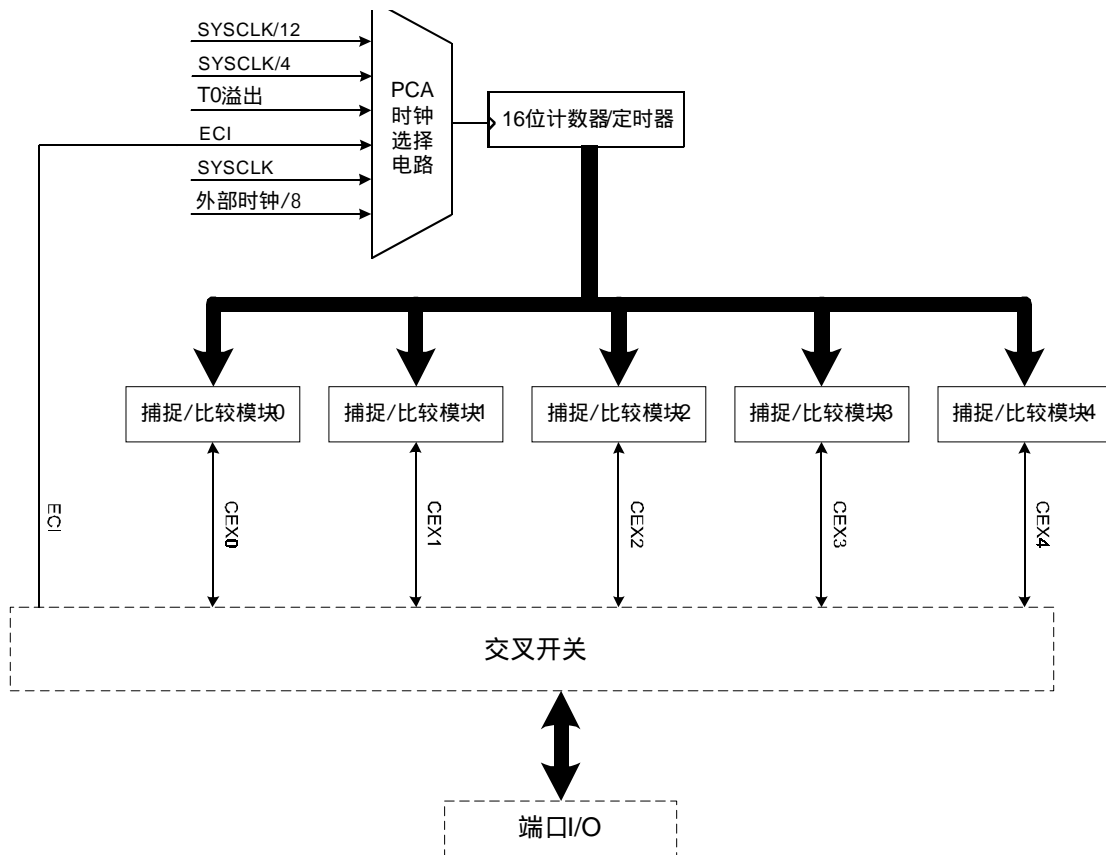 SYSCLK/12
SYSCLK/4
T0溢出
ECI
SYSCLK
外部时钟/8
PCA
时钟
选择
电路
16位计数器/定时器
捕捉/比较模块0
捕捉/比较模块1
捕捉/比较模块2
捕捉/比较模块3
捕捉/比较模块4
ECI
CEX0
CEX1
CEX2
CEX3
CEX4
交叉开关
端口I/O